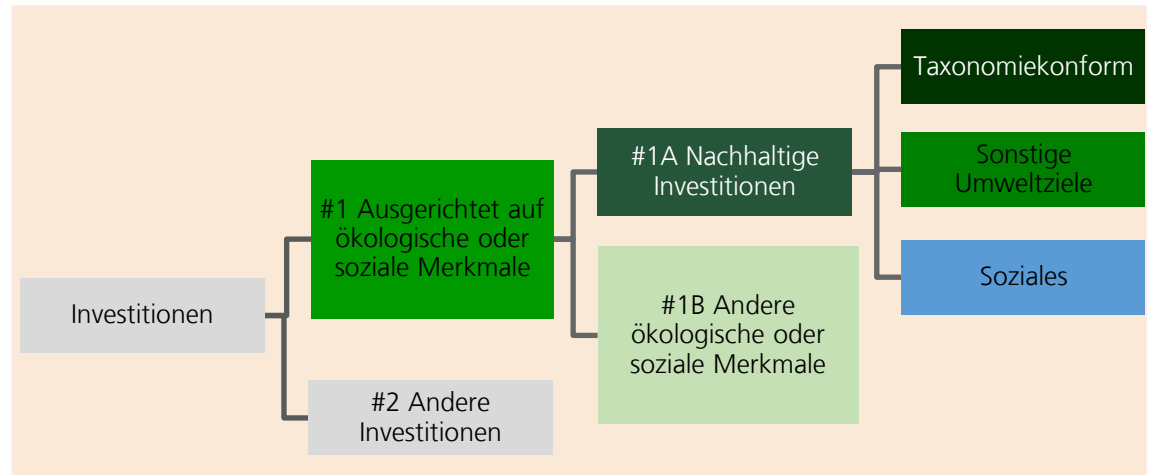 Investitionen
#1 Ausgerichtet auf
ökologische oder
soziale Merkmale
#2 Andere
Investitionen
#1A Nachhaltige
Investitionen
#1B Andere
ökologische oder
soziale Merkmale
Taxonomiekonform
Sonstige
Umweltziele
Soziales